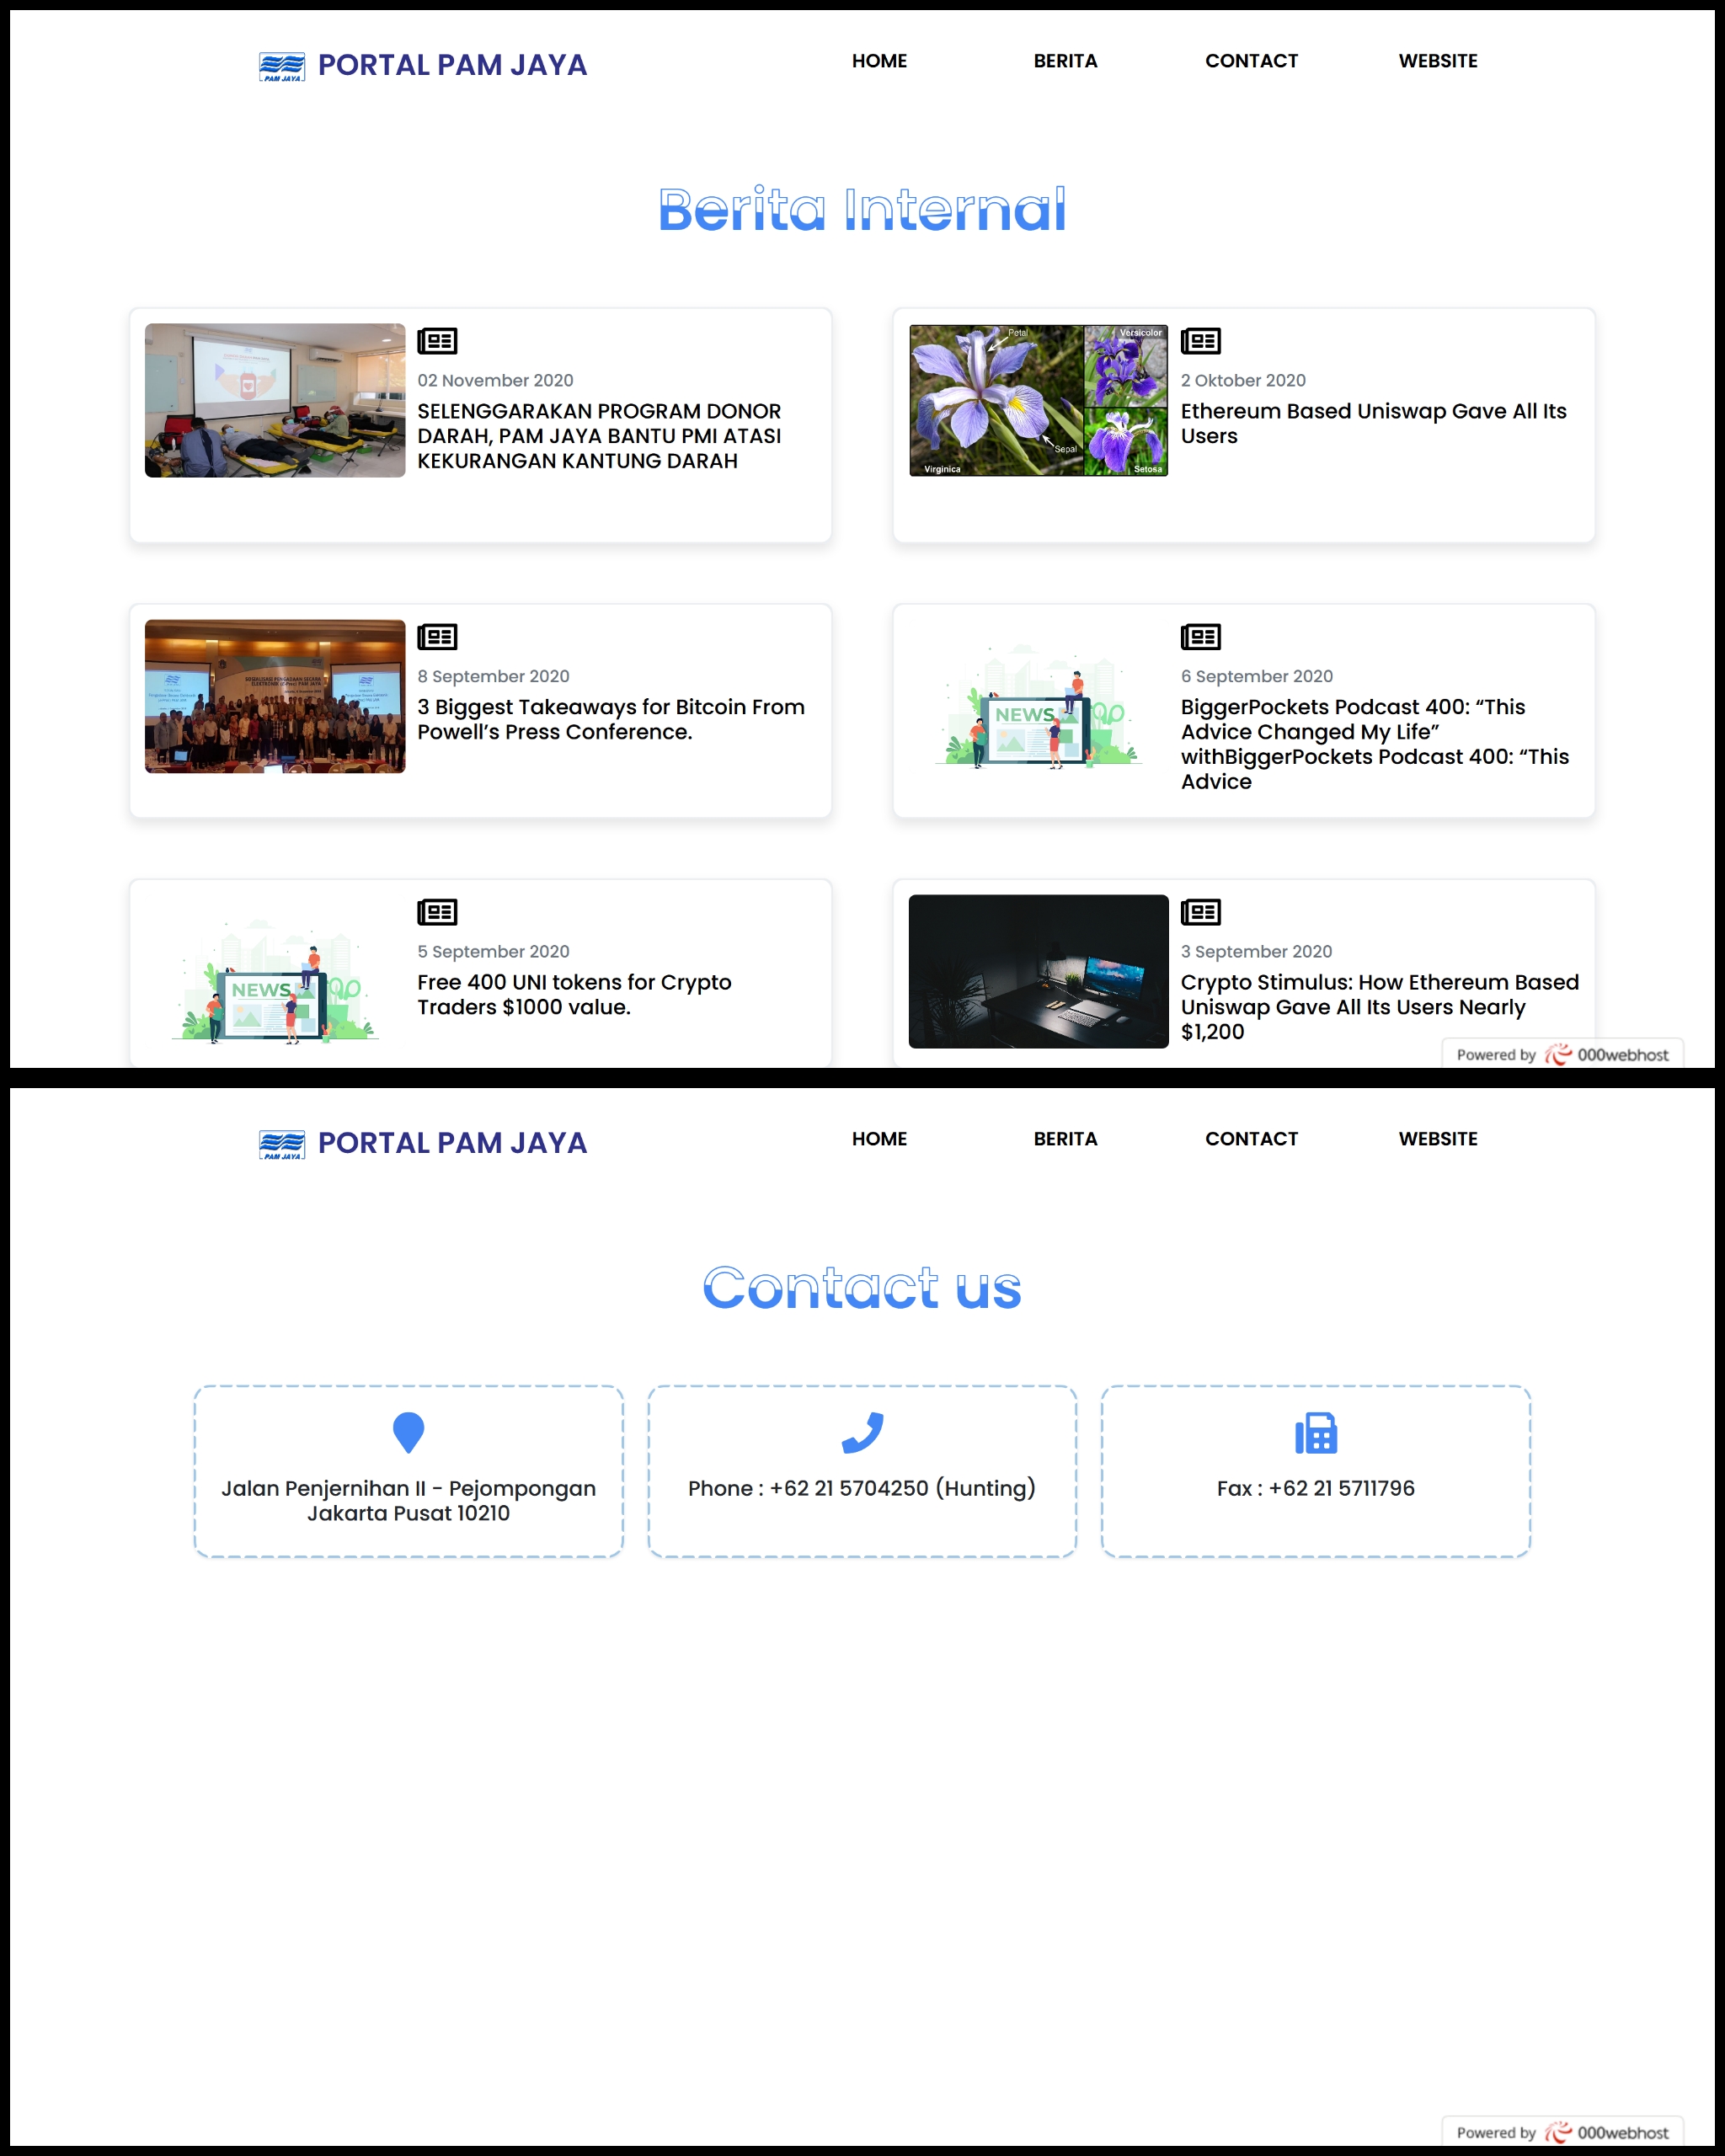 PAM JAYA
PORTAL PAM JAYA
HOME
BERITA
CONTACT
WEBSITE
Berita Internal
02 November 2020
SELENGGARAKAN PROGRAM DONOR
DARAH, PAM JAYA BANTU PMI ATASI
KEKURANGAN KANTUNG DARAH
Petal
Versicolor
Sepal
Virginica
Setosa
2 Oktober 2020
Ethereum Based Uniswap Gave All Its
Users
8 September 2020
3 Biggest Takeaways for Bitcoin From
Powell’s Press Conference.
NEWS
6 September 2020
BiggerPockets Podcast 400: “This
Advice Changed My Life”
withBiggerPockets Podcast 400: “This
Advice
NEWS
5 September 2020
Free 400 UNI tokens for Crypto
Traders $1000 value.
3 September 2020
Crypto Stimulus: How Ethereum Based
Uniswap Gave All Its Users Nearly
$1,200
Powered by 000webhost
PAM JAYA
PORTAL PAM JAYA
HOME
BERITA
CONTACT
WEBSITE
Contact us
Jalan Penjernihan II - Pejompongan
Jakarta Pusat 10210
Phone : +62 21 5704250 (Hunting)
Fax : +62 21 5711796
Powered by 000webhost